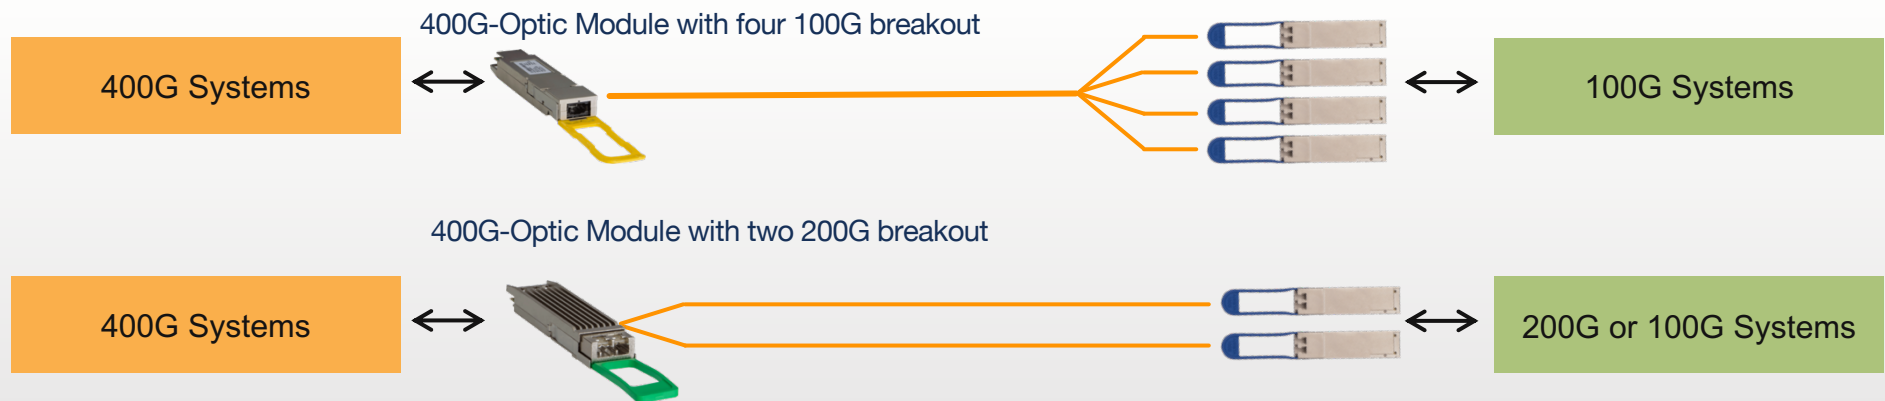 400G-Optic Module with four 100G breakout
400G Systems
100G Systems
400G-Optic Module with two 200G breakout
400G Systems
200G or 100G Systems